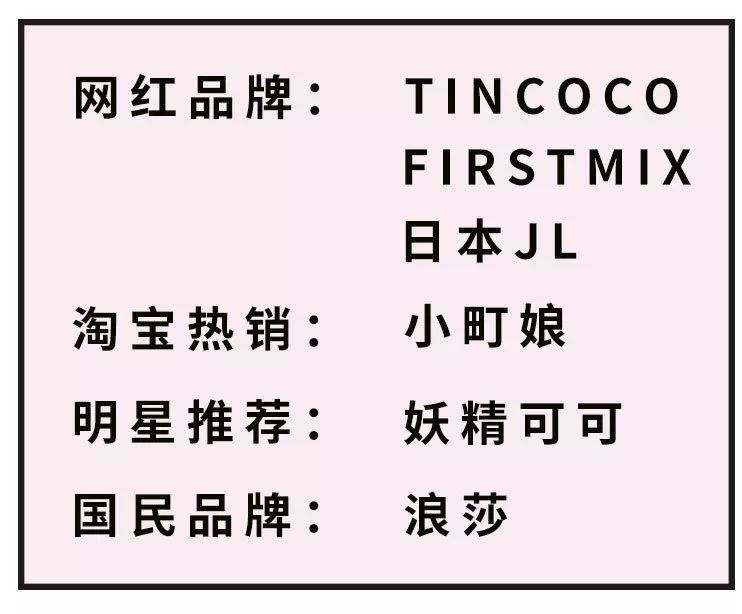 网红品牌： TINCOCO
FIRSTMIX
日本JL
淘宝热销： 小町娘
明星推荐： 妖精可可
国民品牌： 浪莎